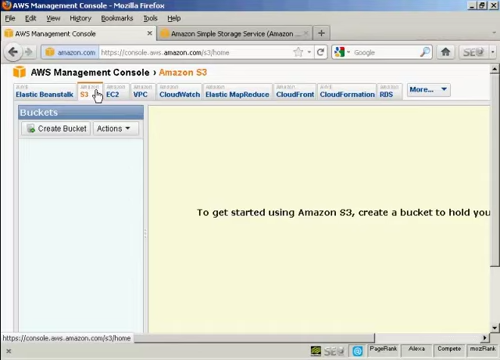 AWS Management Console - Mozilla Firefox
File Edit View History Bookmarks Tools Help
AWS Management Console
Amazon Simple Storage Service (Amazon ...
amazon.com
https://console.aws.amazon.com/s3/home
Google
AWS Management Console › Amazon S3
Elastic Beanstalk
S3
EC2
VPC
CloudWatch
Elastic MapReduce
CloudFront
CloudFormation
RDS
More...
Buckets
Create Bucket
Actions
To get started using Amazon S3, create a bucket to hold you
https://console.aws.amazon.com/s3/home
PageRank
Alexa
Compete
mozRank